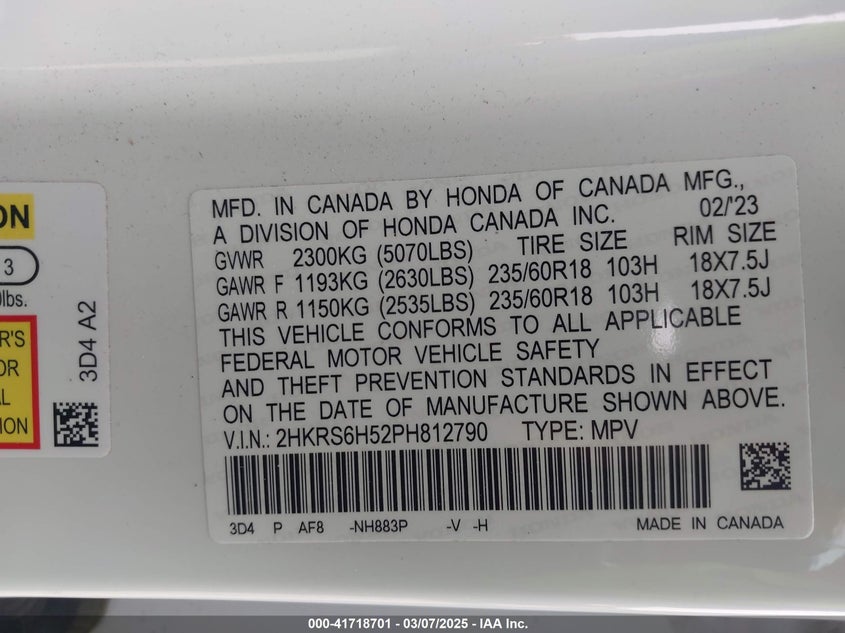 ON
3
lbs.
3D4 A2
R'S
OR
AL
ION
MFD. IN CANADA BY HONDA OF CANADA MFG.,
A DIVISION OF HONDA CANADA INC. 02/'23
GVWR 2300KG (5070LBS) TIRE SIZE RIM SIZE
GAWR F 1193KG (2630LBS) 235/60R18 103H 18X7.5J
GAWR R 1150KG (2535LBS) 235/60R18 103H 18X7.5J
THIS VEHICLE CONFORMS TO ALL APPLICABLE
FEDERAL MOTOR VEHICLE SAFETY
AND THEFT PREVENTION STANDARDS IN EFFECT
ON THE DATE OF MANUFACTURE SHOWN ABOVE.
V.I.N.: 2HKRS6H52PH812790 TYPE: MPV
3D4 P AF8 -NH883P -V -H MADE IN CANADA
000-41718701 - 03/07/2025 - IAA Inc.